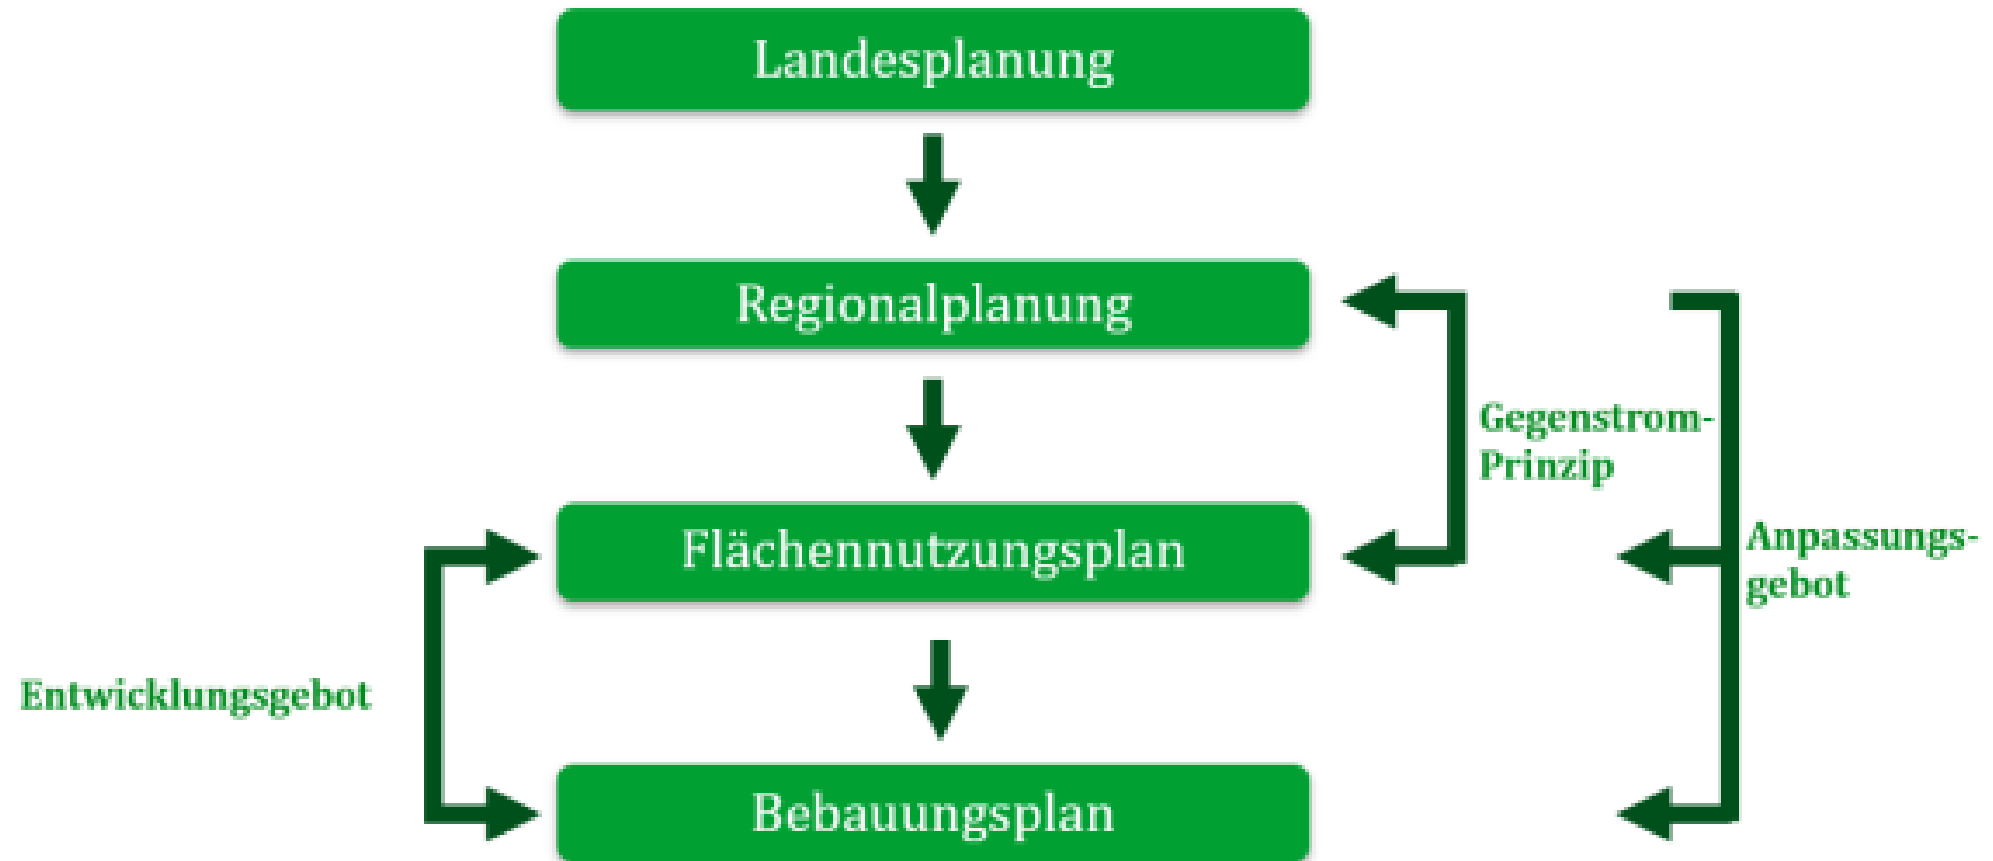 Landesplanung
Regionalplanung
Gegenstrom-
Prinzip
Flächennutzungsplan
Anpassungs-
gebot
Entwicklungsgebot
Bebauungsplan